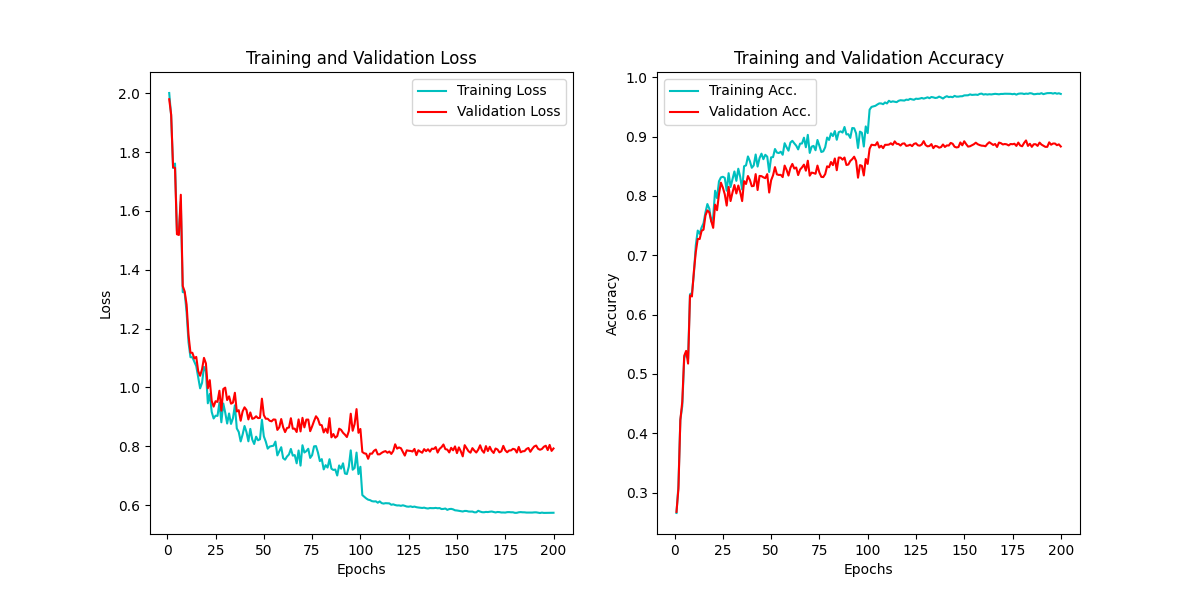 Training and Validation Loss
Training Loss
Validation Loss
2.0
1.8
1.6
1.4
1.2
1.0
0.8
0.6
Loss
0 25 50 75 100 125 150 175 200
Epochs
Training and Validation Accuracy
Training Acc.
Validation Acc.
1.0
0.9
0.8
0.7
0.6
0.5
0.4
0.3
Accuracy
0 25 50 75 100 125 150 175 200
Epochs